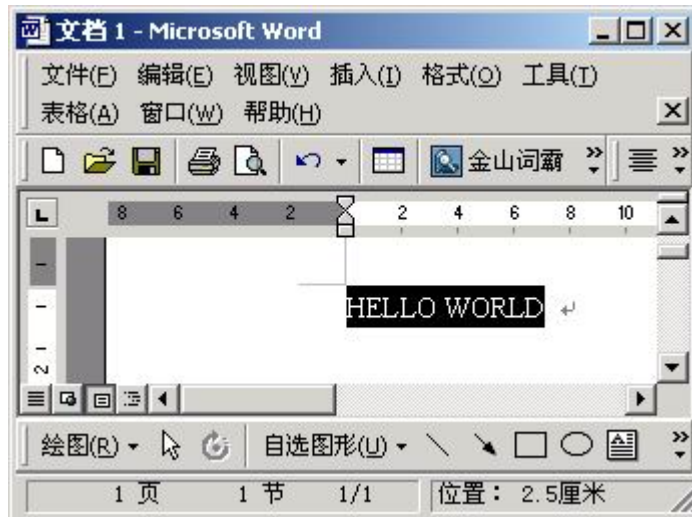 文档 1 - Microsoft Word
文件(F) 编辑(E) 视图(V) 插入(I) 格式(O) 工具(T)
表格(A) 窗口(W) 帮助(H)
金山词霸
L 8 6 4 2 2 4 6 8 10
HELLO WORLD
2
绘图(R) 自选图形(U)
1 页 1 节 1/1 位置: 2.5厘米